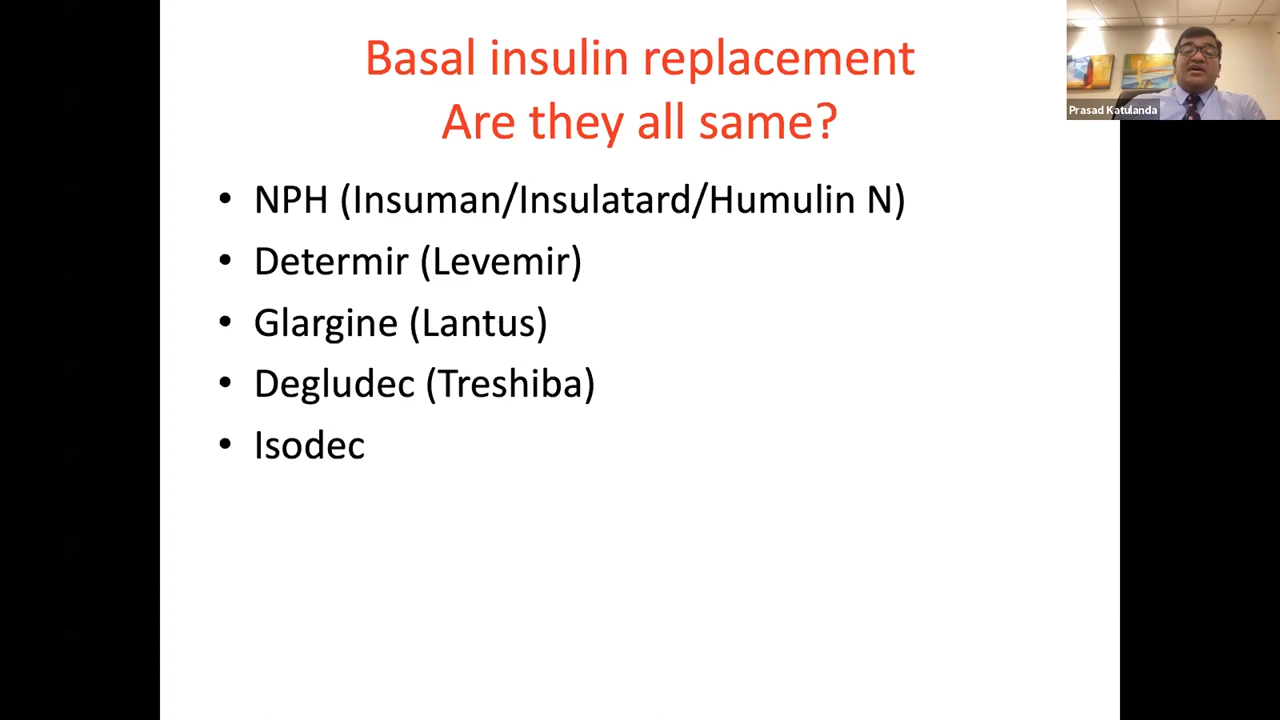 Basal insulin replacement
Are they all same?
• NPH (Insuman/Insulatard/Humulin N)
• Determir (Levemir)
• Glargine (Lantus)
• Degludec (Treshiba)
• Isodec
Prasad Katulanda